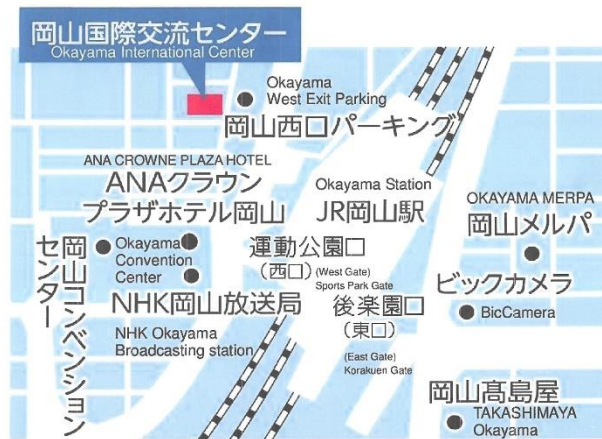 岡山国際交流センター
Okayama International Center
Okayama
West Exit Parking
岡山西口パーキング
ANA CROWNE PLAZA HOTEL
ANAクラウン
プラザホテル岡山
Okayama Station
JR岡山駅
OKAYAMA MERPA
岡山メルパ
岡山コンベンション
センター
Okayama
Convention
Center
運動公園口
(西口)
(West Gate)
Sports Park Gate
ビックカメラ
BicCamera
NHK岡山放送局
NHK Okayama
Broadcasting station
後楽園口
(東口)
(East Gate)
Korakuen Gate
岡山髙島屋
TAKASHIMAYA
Okayama